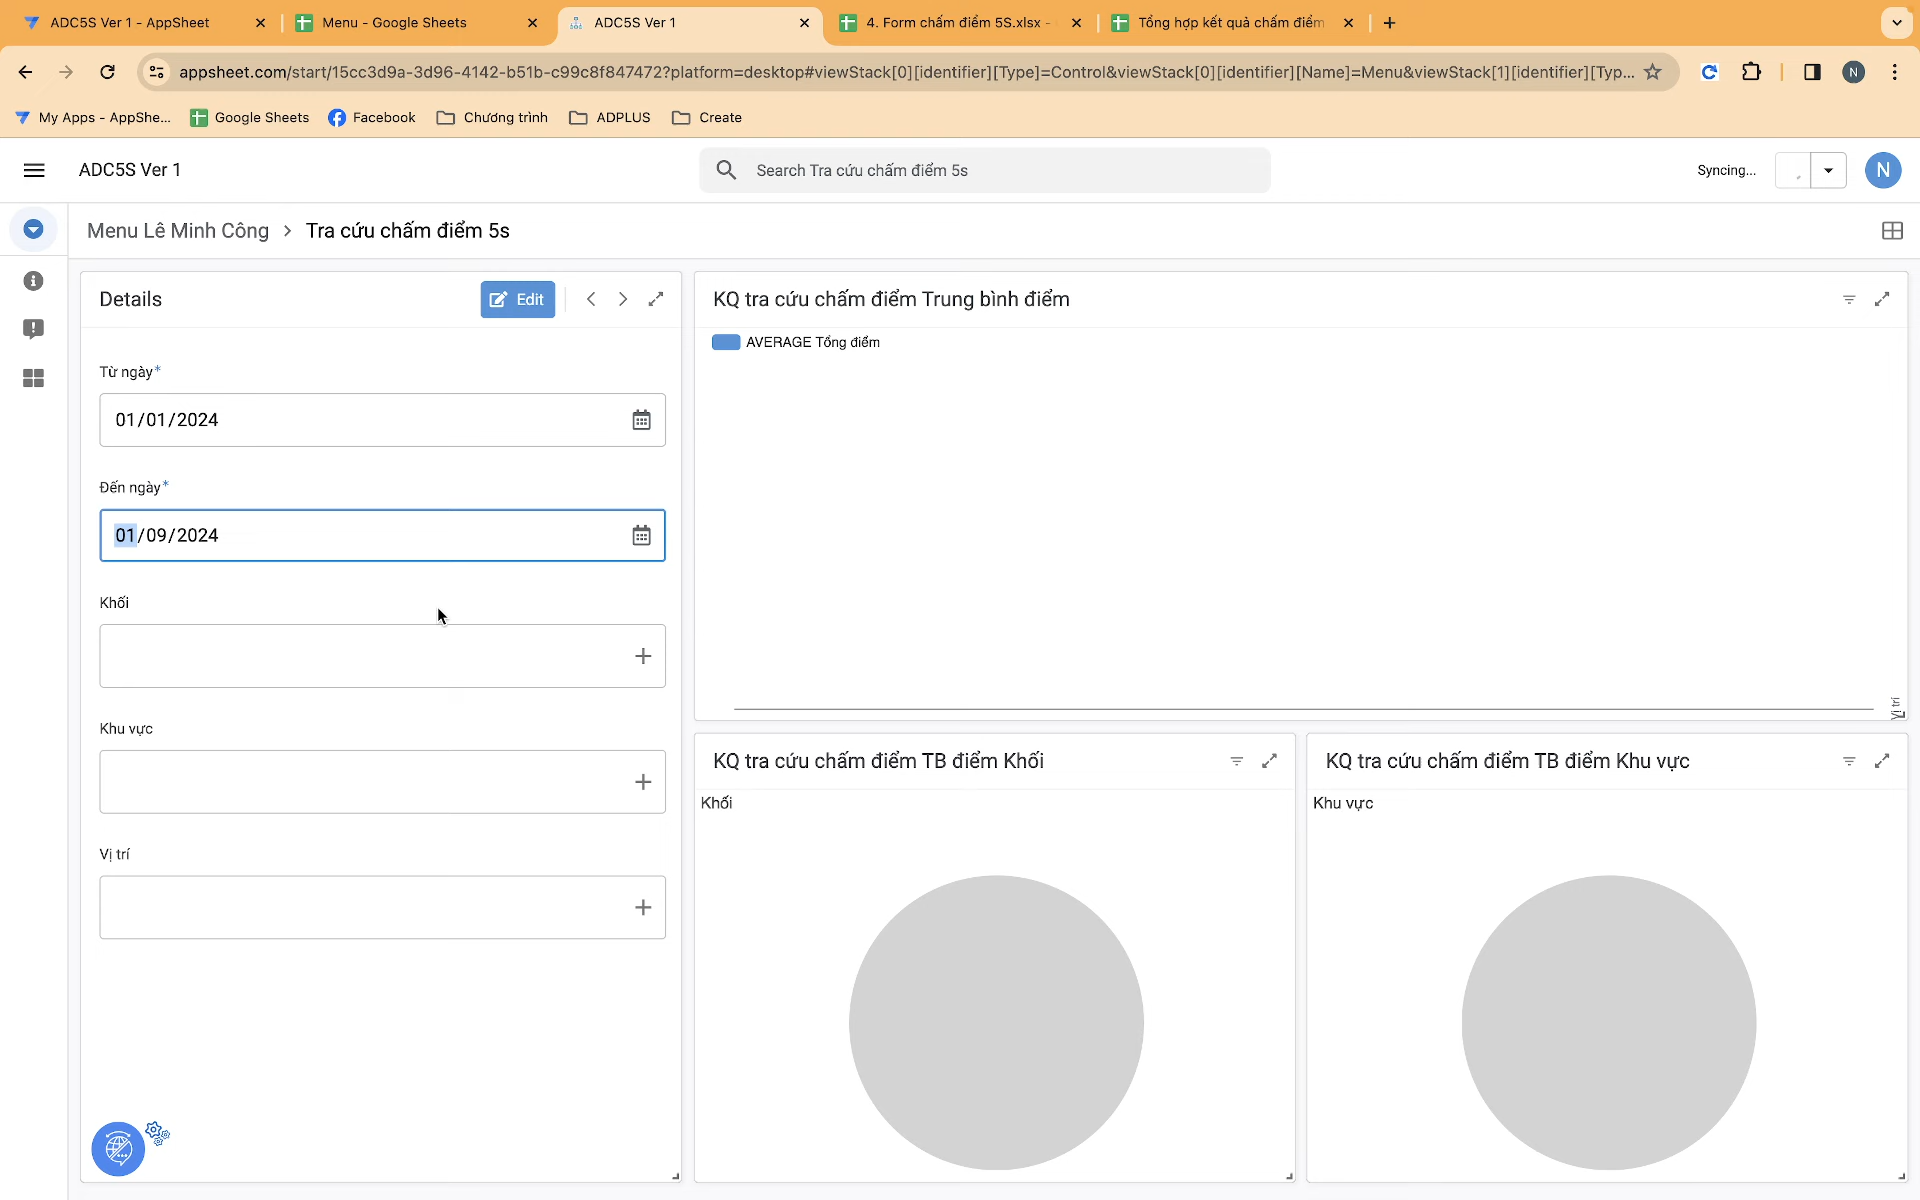 ADC5S Ver 1 - AppSheet
Menu - Google Sheets
ADC5S Ver 1
4. Form chấm điểm 5S.xlsx -
Tổng hợp kết quả chấm điểm
appsheet.com/start/15cc3d9a-3d96-4142-b51b-c99c8f847472?platform=desktop#viewStack[0][identifier][Type]=Control&viewStack[0][identifier][Name]=Menu&viewStack[1][identifier][Typ...
N
My Apps - AppShe...
Google Sheets
Facebook
Chương trình
ADPLUS
Create
ADC5S Ver 1
Search Tra cứu chấm điểm 5s
Syncing...
N
Menu Lê Minh Công > Tra cứu chấm điểm 5s
Details
Edit
KQ tra cứu chấm điểm Trung bình điểm
AVERAGE Tổng điểm
Từ ngày*
01/01/2024
Đến ngày*
01/09/2024
Khối
Khu vực
Vị trí
Vị trí
KQ tra cứu chấm điểm TB điểm Khối
Khối
KQ tra cứu chấm điểm TB điểm Khu vực
Khu vực